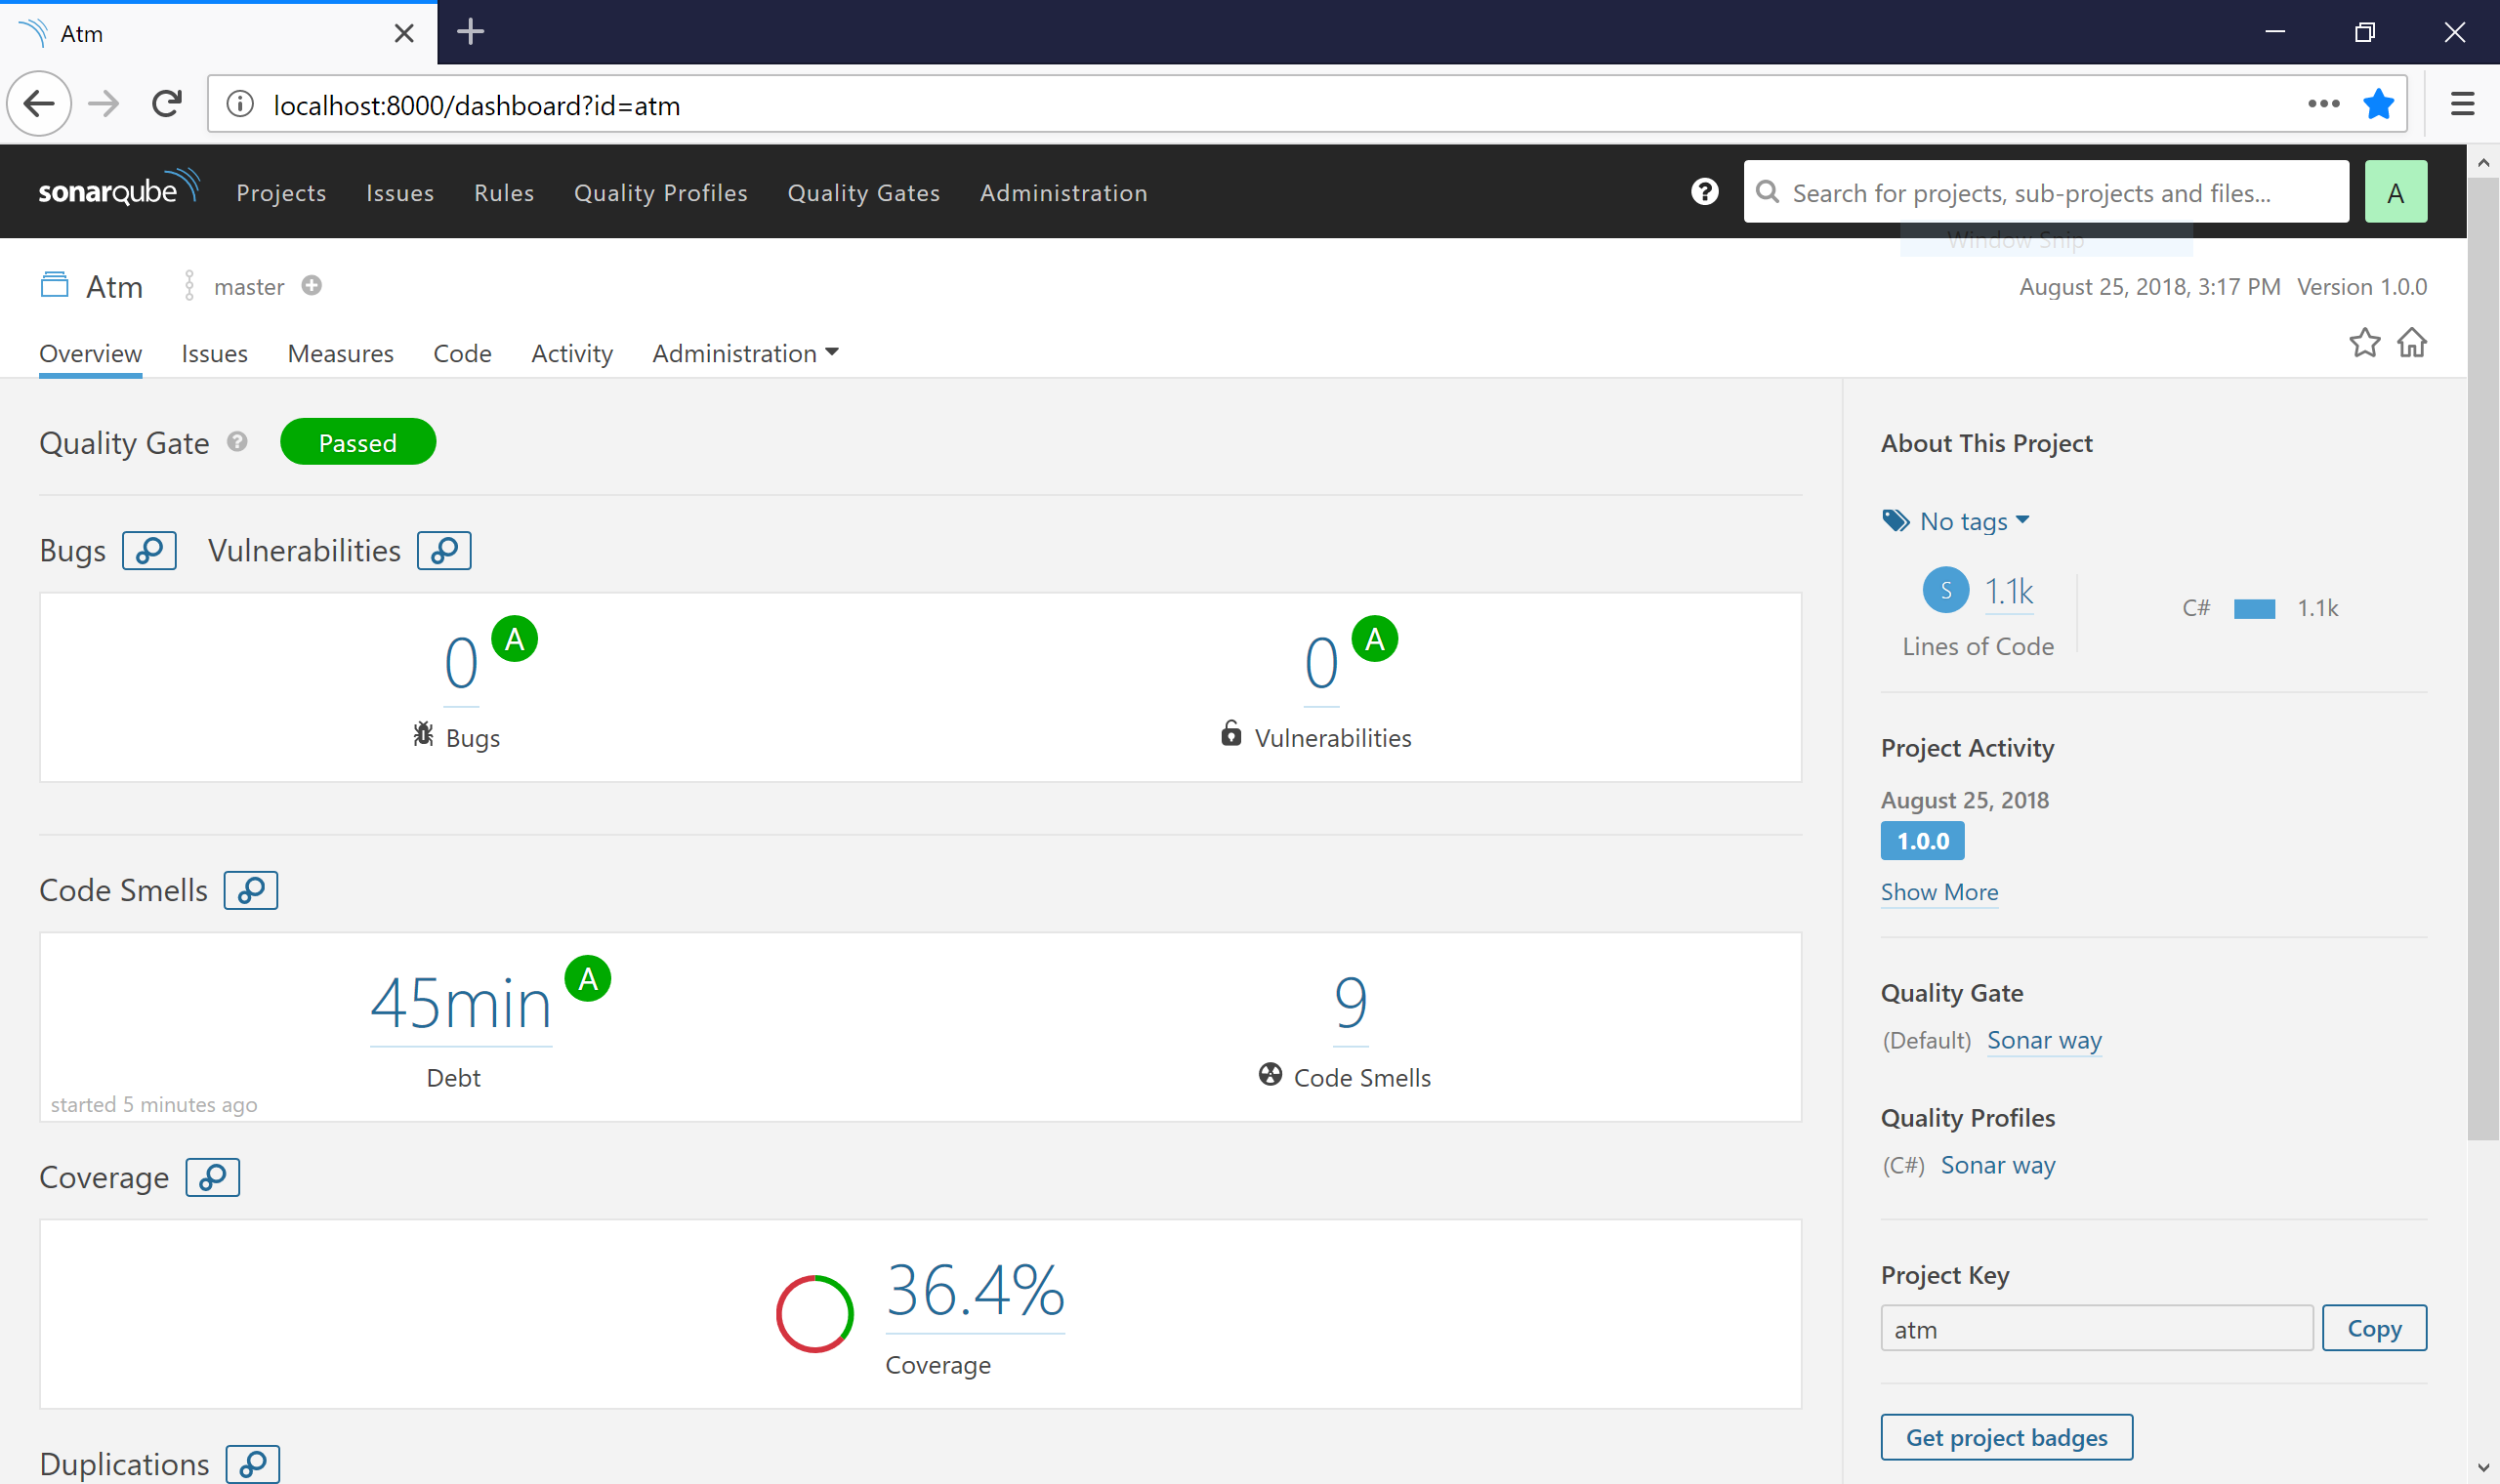 Atm
localhost:8000/dashboard?id=atm
sonarqube Projects Issues Rules Quality Profiles Quality Gates Administration Search for projects, sub-projects and files... A
Window Snip
Atm master August 25, 2018, 3:17 PM Version 1.0.0
Overview Issues Measures Code Activity Administration
Quality Gate Passed
Bugs Vulnerabilities
0 A 0 A
Bugs Vulnerabilities
Code Smells
45min A 9
Debt Code Smells
started 5 minutes ago
Coverage
36.4%
Coverage
Duplications
About This Project
No tags
S 1.1k C# 1.1k
Lines of Code
Project Activity
August 25, 2018
1.0.0
Show More
Quality Gate
(Default) Sonar way
Quality Profiles
(C#) Sonar way
Project Key
atm Copy
Get project badges